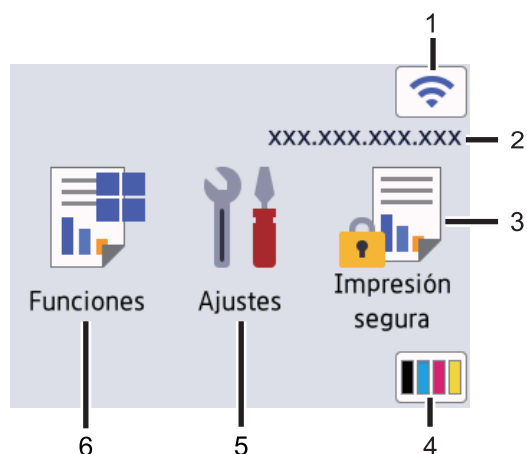 1
xxx.xxx.xxx.xxx 2
3
Funciones
Ajustes
Impresión
segura
6 5 4